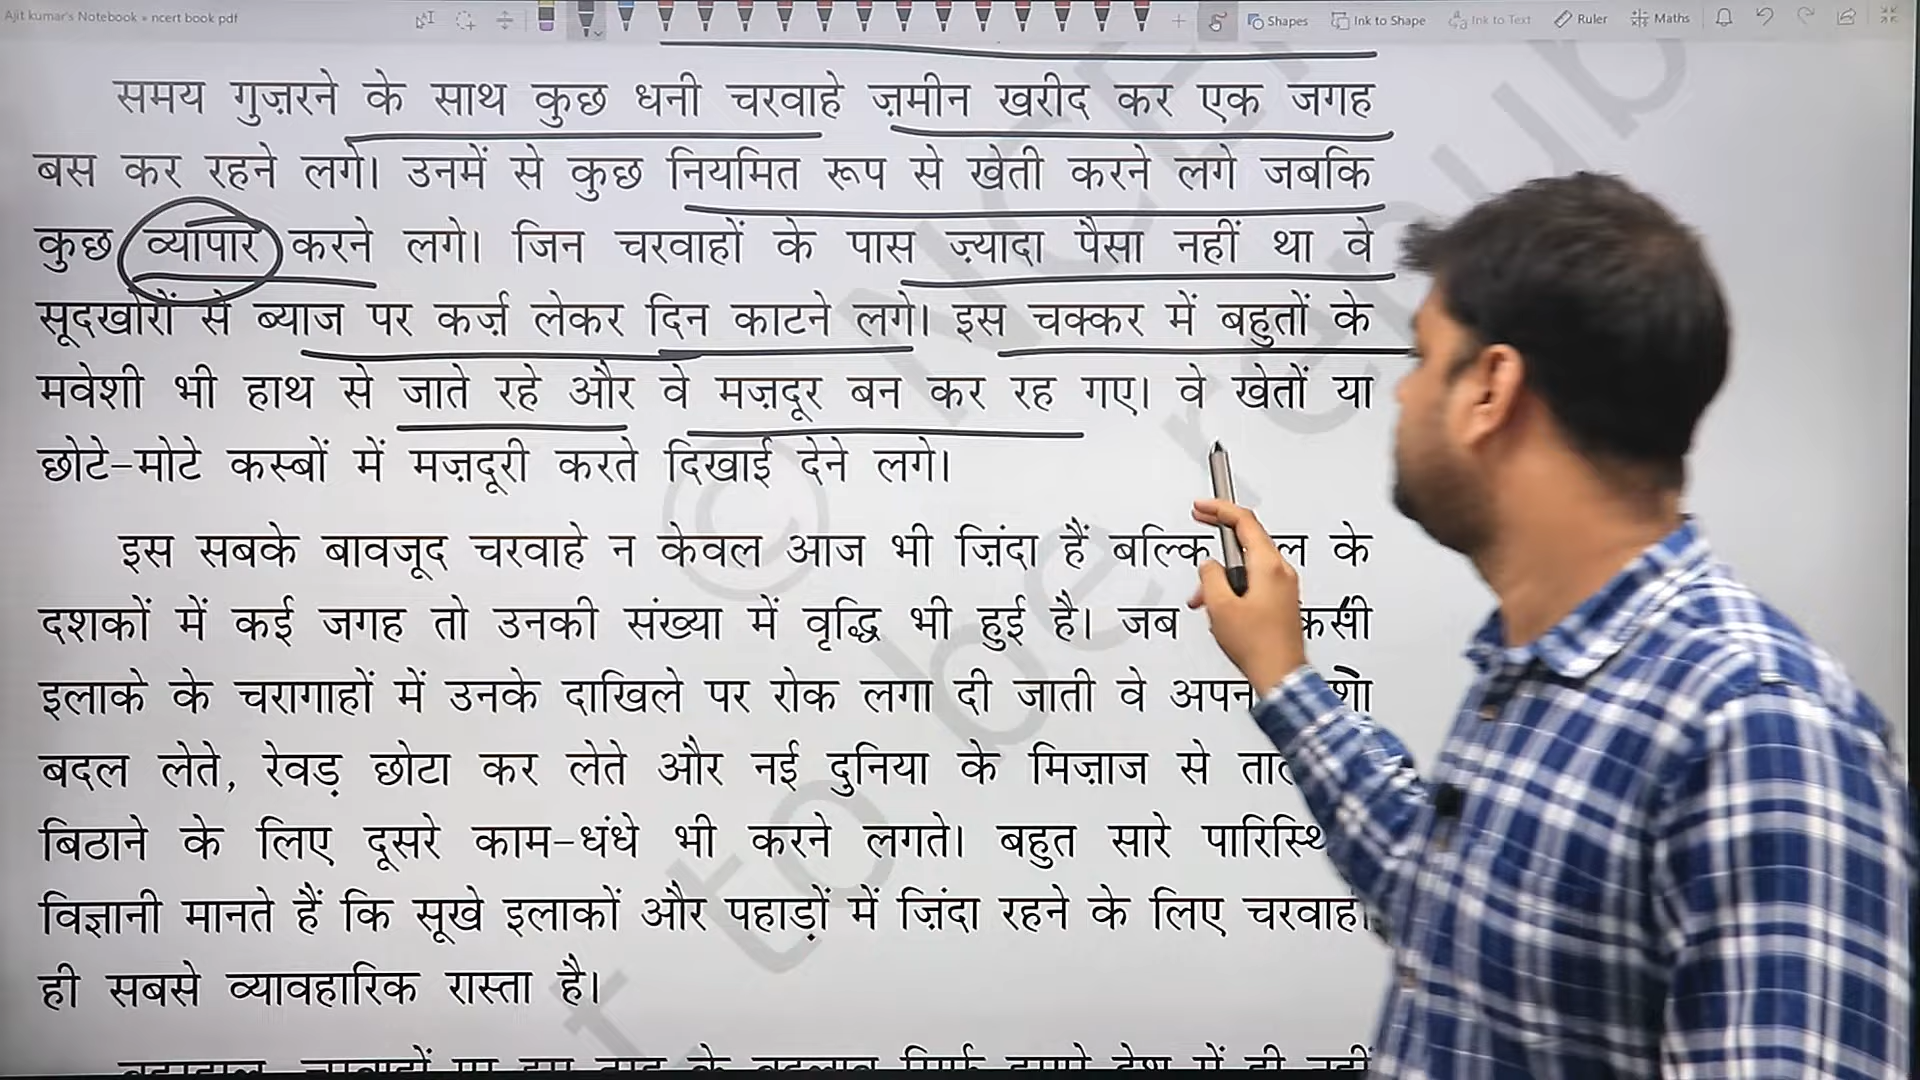 Ajit kumar's Notebook » ncert book pdf
Shapes Ink to Shape Ink to Text Ruler Maths
समय गुज़रने के साथ कुछ धनी चरवाहे ज़मीन खरीद कर एक जगह
बस कर रहने लगे। उनमें से कुछ नियमित रूप से खेती करने लगे जबकि
कुछ व्यापार करने लगे। जिन चरवाहों के पास ज़्यादा पैसा नहीं था वे
सूदखोरों से ब्याज पर कर्ज़ लेकर दिन काटने लगे। इस चक्कर में बहुतों के
मवेशी भी हाथ से जाते रहे और वे मज़दूर बन कर रह गए। वे खेतों या
छोटे-मोटे कस्बों में मज़दूरी करते दिखाई देने लगे।
इस सबके बावजूद चरवाहे न केवल आज भी ज़िंदा हैं बल्कि के
दशकों में कई जगह तो उनकी संख्या में वृद्धि भी हुई है। जब
इलाके के चरागाहों में उनके दाखिले पर रोक लगा दी जाती वे
बदल लेते, रेवड़ छोटा कर लेते और नई दुनिया के मिज़ाज से
बिठाने के लिए दूसरे काम-धंधे भी करने लगते। बहुत सारे
विज्ञानी मानते हैं कि सूखे इलाकों और पहाड़ों में ज़िंदा रहने के लिए
ही सबसे व्यावहारिक रास्ता है।